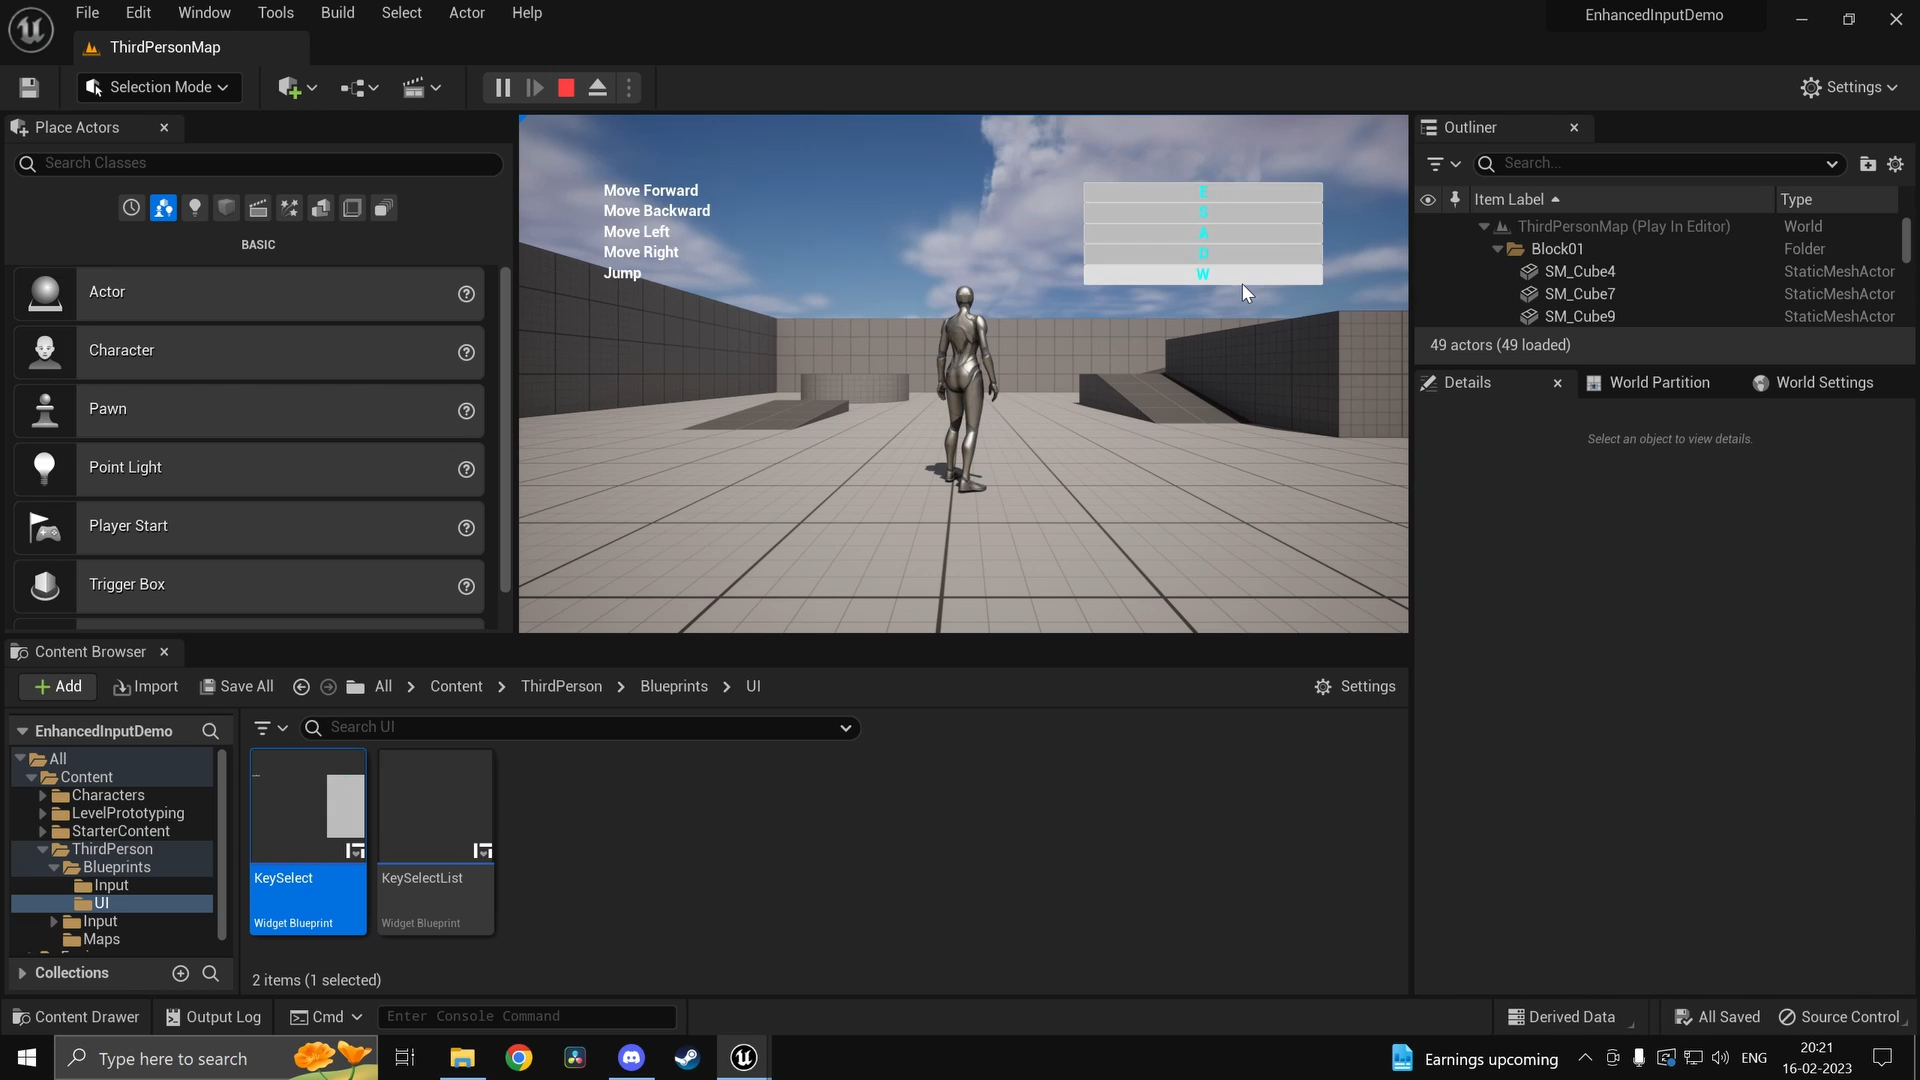 File Edit Window Tools Build Select Actor Help
EnhancedInputDemo
ThirdPersonMap
Selection Mode
Settings
Place Actors
Search Classes
BASIC
Actor
Character
Pawn
Point Light
Player Start
Trigger Box
Move Forward E
Move Backward S
Move Left A
Move Right D
Jump W
Outliner
Search...
Item Label Type
ThirdPersonMap (Play In Editor) World
Block01 Folder
SM_Cube4 StaticMeshActor
SM_Cube7 StaticMeshActor
SM_Cube9 StaticMeshActor
49 actors (49 loaded)
Details World Partition World Settings
Select an object to view details.
Content Browser
Add Import Save All All Content ThirdPerson Blueprints UI Settings
EnhancedInputDemo
Search UI
All
Content
Characters
LevelPrototyping
StarterContent
ThirdPerson
Blueprints
Input
UI
Input
Maps
Collections
KeySelect
Widget Blueprint
KeySelectList
Widget Blueprint
2 items (1 selected)
Content Drawer Output Log Cmd Enter Console Command Derived Data All Saved Source Control
Type here to search
Earnings upcoming
ENG
20:21
16-02-2023